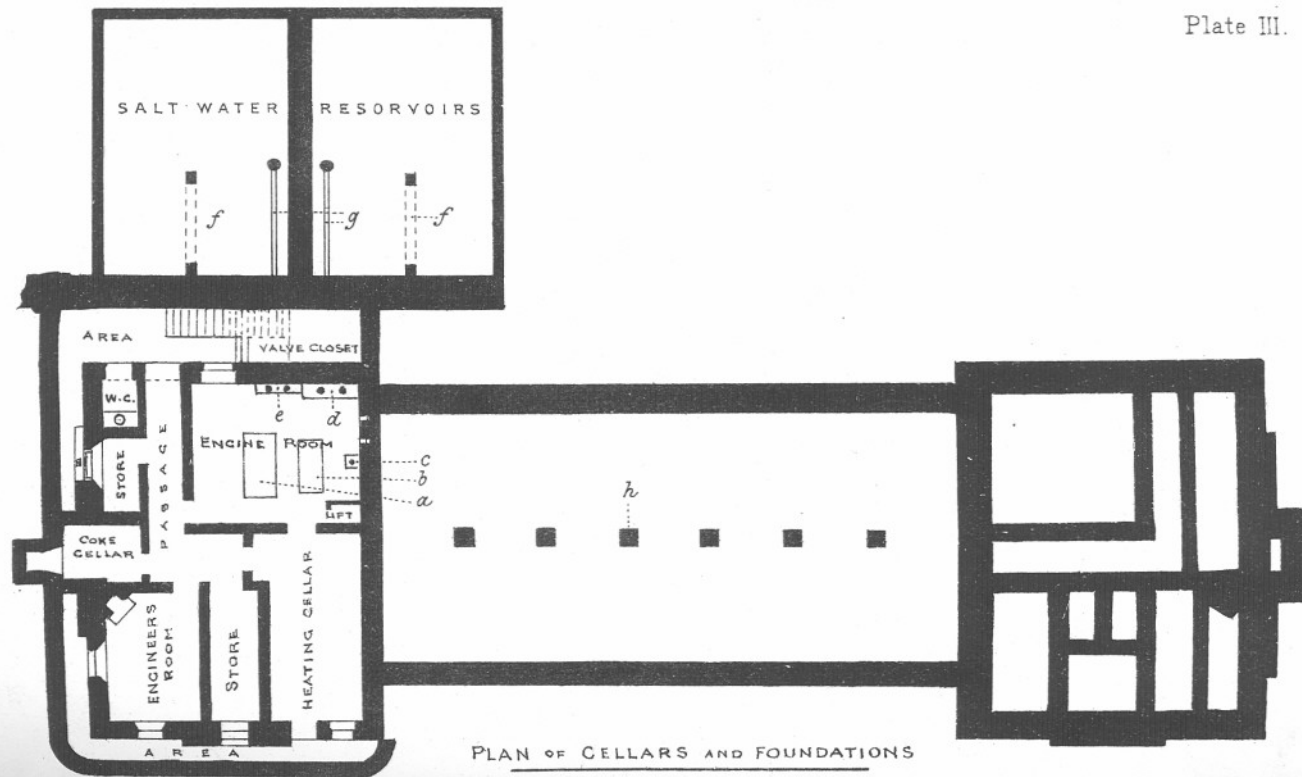 Plate III.
SALT WATER RESORVOIRS
f
g
f
AREA
VALVE CLOSET
W.C.
e
d
ENGINE ROOM
STORE
PASSAGE
c
b
a
LIFT
h
COKE
CELLAR
ENGINEERS
ROOM
STORE
HEATING CELLAR
AREA
PLAN OF CELLARS AND FOUNDATIONS